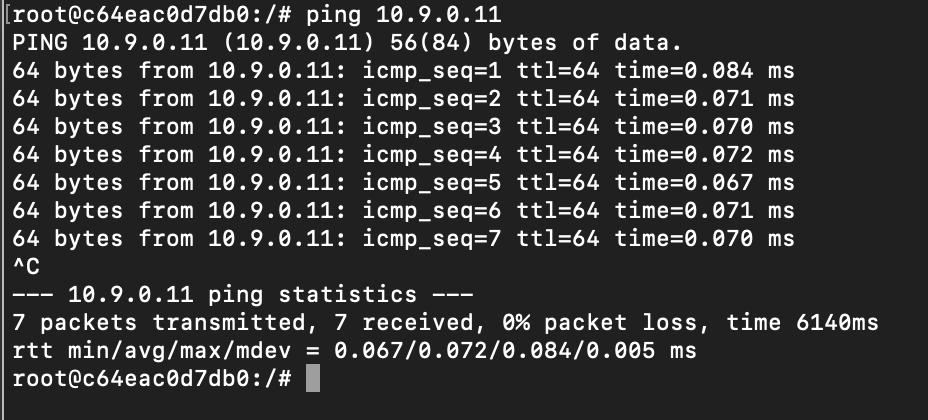 [root@c64eac0d7db0:/# ping 10.9.0.11
PING 10.9.0.11 (10.9.0.11) 56(84) bytes of data.
64 bytes from 10.9.0.11: icmp_seq=1 ttl=64 time=0.084 ms
64 bytes from 10.9.0.11: icmp_seq=2 ttl=64 time=0.071 ms
64 bytes from 10.9.0.11: icmp_seq=3 ttl=64 time=0.070 ms
64 bytes from 10.9.0.11: icmp_seq=4 ttl=64 time=0.072 ms
64 bytes from 10.9.0.11: icmp_seq=5 ttl=64 time=0.067 ms
64 bytes from 10.9.0.11: icmp_seq=6 ttl=64 time=0.071 ms
64 bytes from 10.9.0.11: icmp_seq=7 ttl=64 time=0.070 ms
^C
--- 10.9.0.11 ping statistics ---
7 packets transmitted, 7 received, 0% packet loss, time 6140ms
rtt min/avg/max/mdev = 0.067/0.072/0.084/0.005 ms
root@c64eac0d7db0:/#